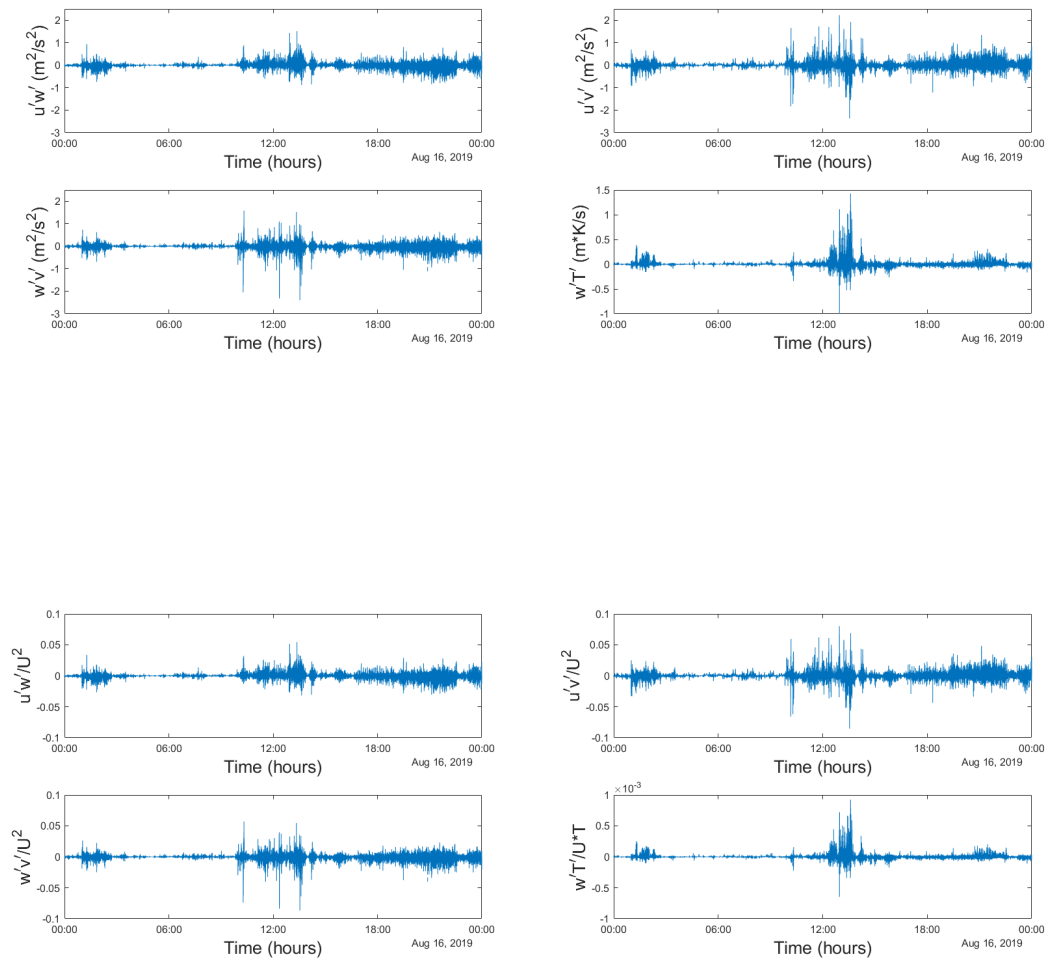 u'w' (m²/s²)
2
1
0
-1
-2
-3
00:00 06:00 12:00 18:00 00:00
Time (hours)
Aug 16, 2019
u'v' (m²/s²)
2
1
0
-1
-2
-3
00:00 06:00 12:00 18:00 00:00
Time (hours)
Aug 16, 2019
w'v' (m²/s²)
2
1
0
-1
-2
-3
00:00 06:00 12:00 18:00 00:00
Time (hours)
Aug 16, 2019
w'T' (m*K/s)
1.5
1
0.5
0
-0.5
-1
00:00 06:00 12:00 18:00 00:00
Time (hours)
Aug 16, 2019
u'w'/U²
0.1
0.05
0
-0.05
-0.1
00:00 06:00 12:00 18:00 00:00
Time (hours)
Aug 16, 2019
u'v'/U²
0.1
0.05
0
-0.05
-0.1
00:00 06:00 12:00 18:00 00:00
Time (hours)
Aug 16, 2019
w'v'/U²
0.1
0.05
0
-0.05
-0.1
00:00 06:00 12:00 18:00 00:00
Time (hours)
Aug 16, 2019
w'T'/U*T
×10⁻³
1
0.5
0
-0.5
-1
00:00 06:00 12:00 18:00 00:00
Time (hours)
Aug 16, 2019